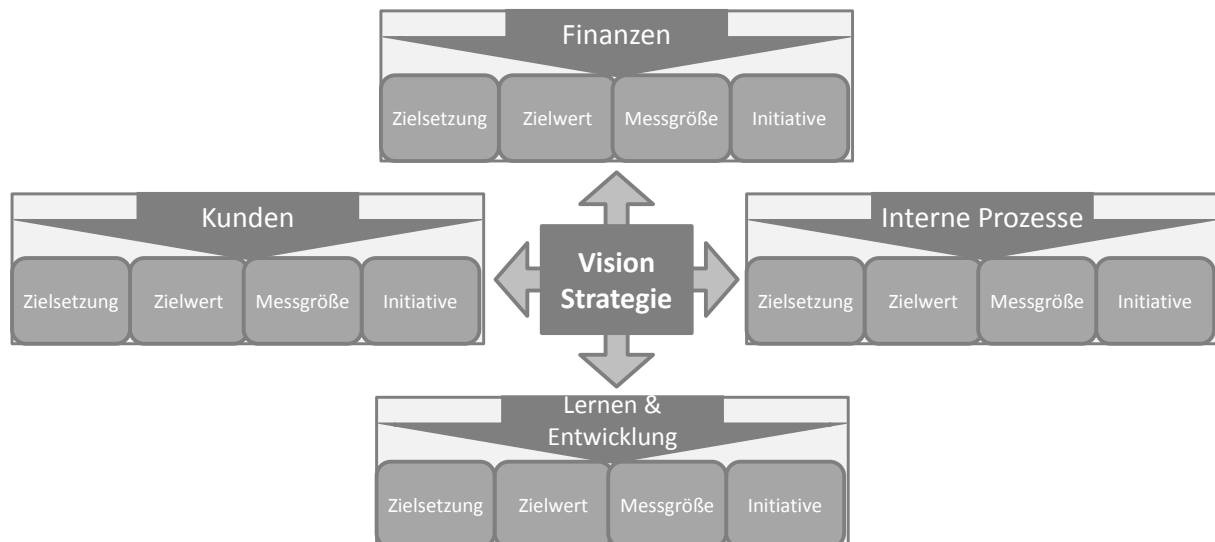 Finanzen
Zielsetzung Zielwert Messgröße Initiative
Kunden
Zielsetzung Zielwert Messgröße Initiative
Vision
Strategie
Interne Prozesse
Zielsetzung Zielwert Messgröße Initiative
Lernen &
Entwicklung
Zielsetzung Zielwert Messgröße Initiative